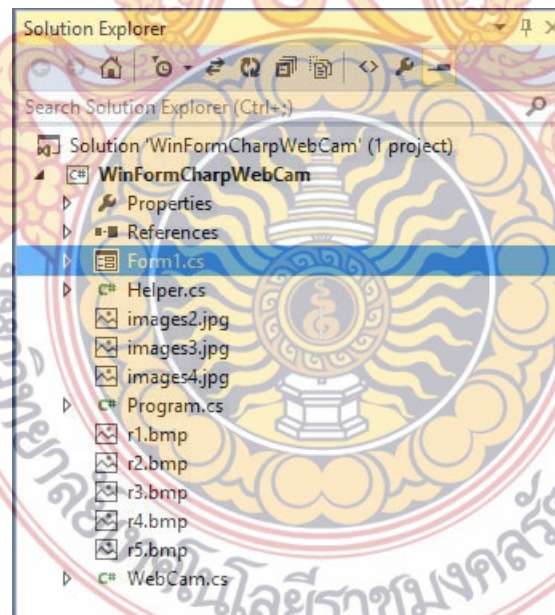 Solution Explorer
Search Solution Explorer (Ctrl+;)
Solution 'WinFormCharpWebCam' (1 project)
C# WinFormCharpWebCam
Properties
References
Form1.cs
C# Helper.cs
images2.jpg
images3.jpg
images4.jpg
C# Program.cs
r1.bmp
r2.bmp
r3.bmp
r4.bmp
r5.bmp
C# WebCam.cs